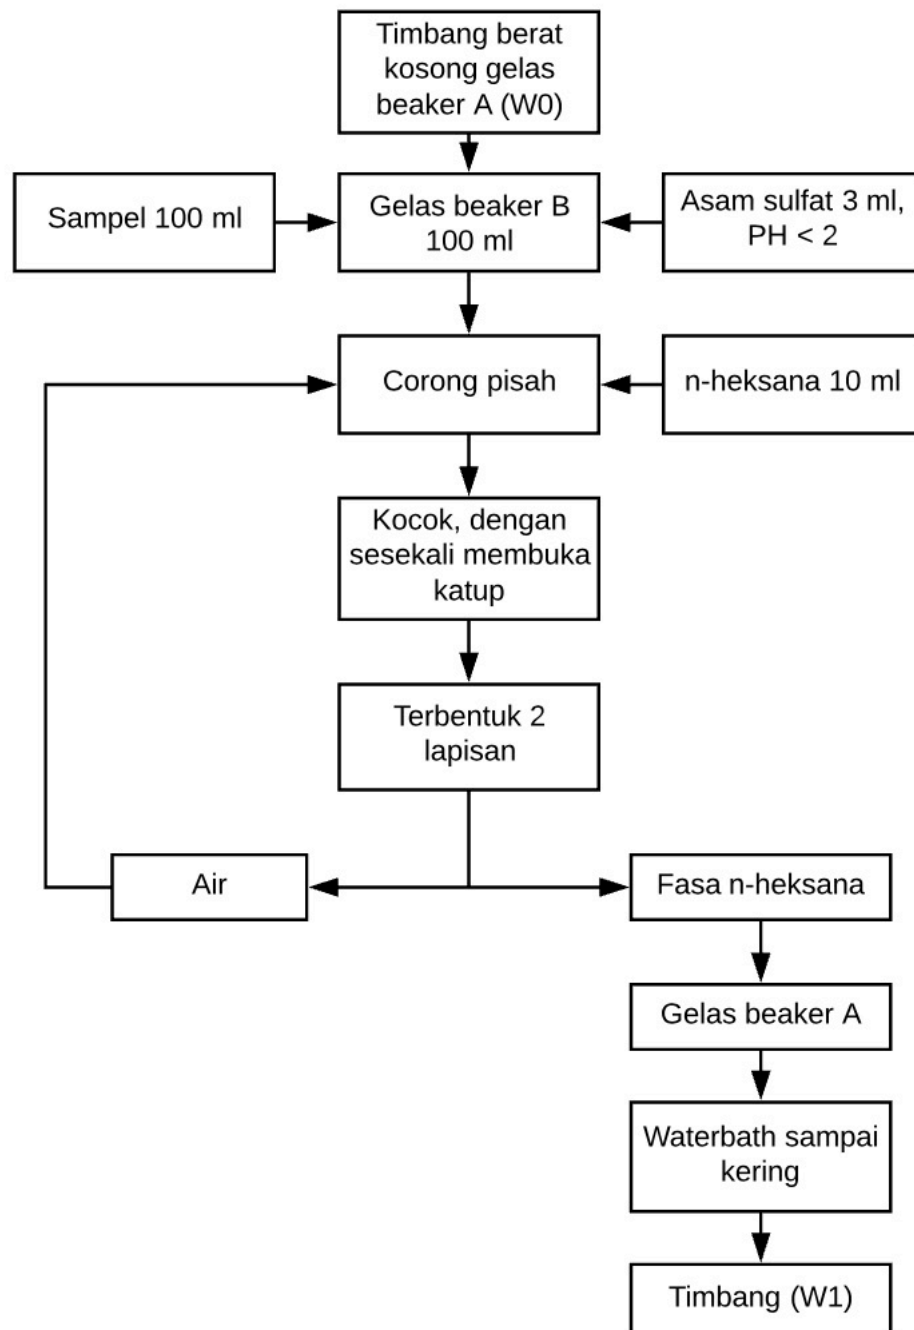 Timbang berat
kosong gelas
beaker A (W0)
Sampel 100 ml
Gelas beaker B
100 ml
Asam sulfat 3 ml,
PH < 2
Corong pisah
n-heksana 10 ml
Kocok, dengan
sesekali membuka
katup
Terbentuk 2
lapisan
Air
Fasa n-heksana
Gelas beaker A
Waterbath sampai
kering
Timbang (W1)